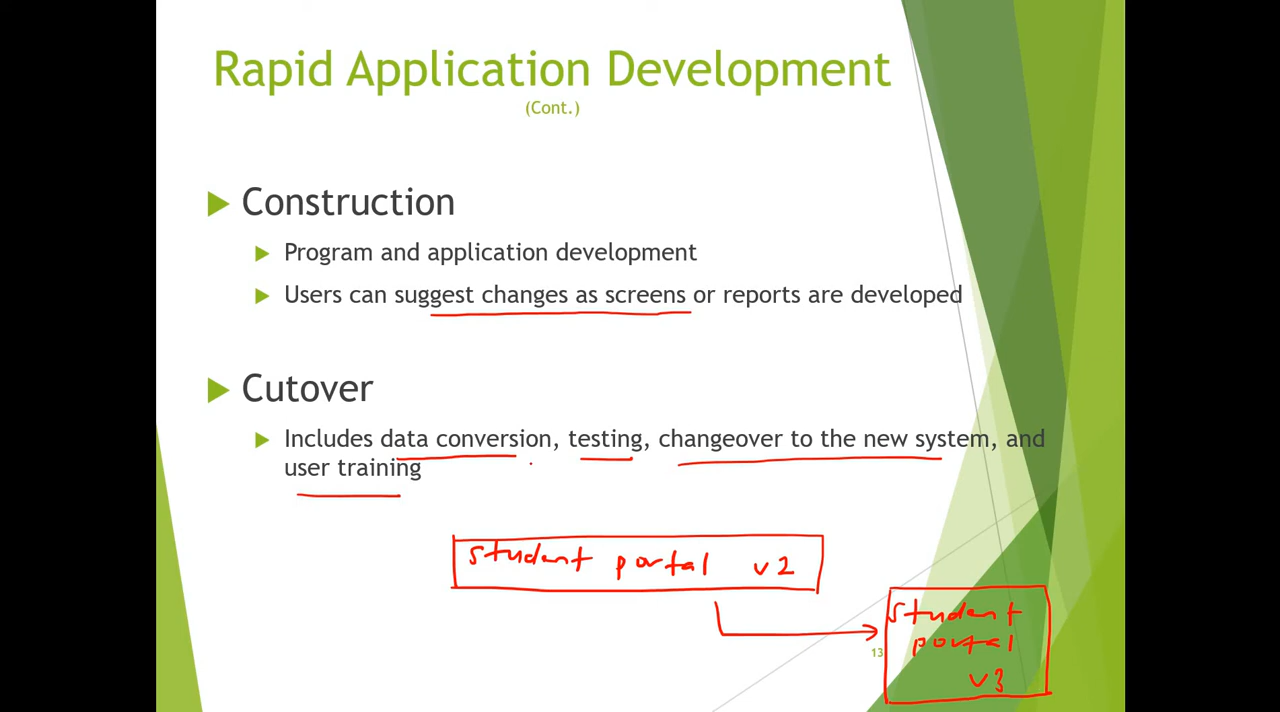 Rapid Application Development
(Cont.)
Construction
Program and application development
Users can suggest changes as screens or reports are developed
Cutover
Includes data conversion, testing, changeover to the new system, and
user training
student portal v2
student
portal
13
v3